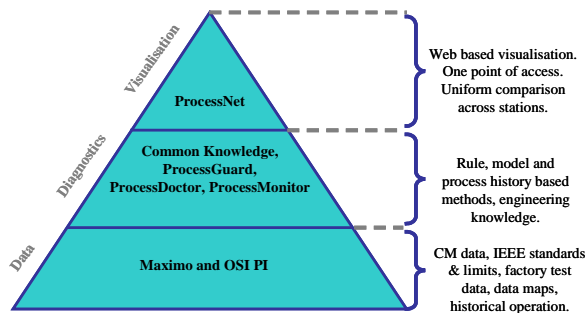 Visualisation
ProcessNet
Web based visualisation.
One point of access.
Uniform comparison
across stations.
Diagnostics
Common Knowledge,
ProcessGuard,
ProcessDoctor, ProcessMonitor
Rule, model and
process history based
methods, engineering
knowledge.
Data
Maximo and OSI PI
CM data, IEEE standards
& limits, factory test
data, data maps,
historical operation.